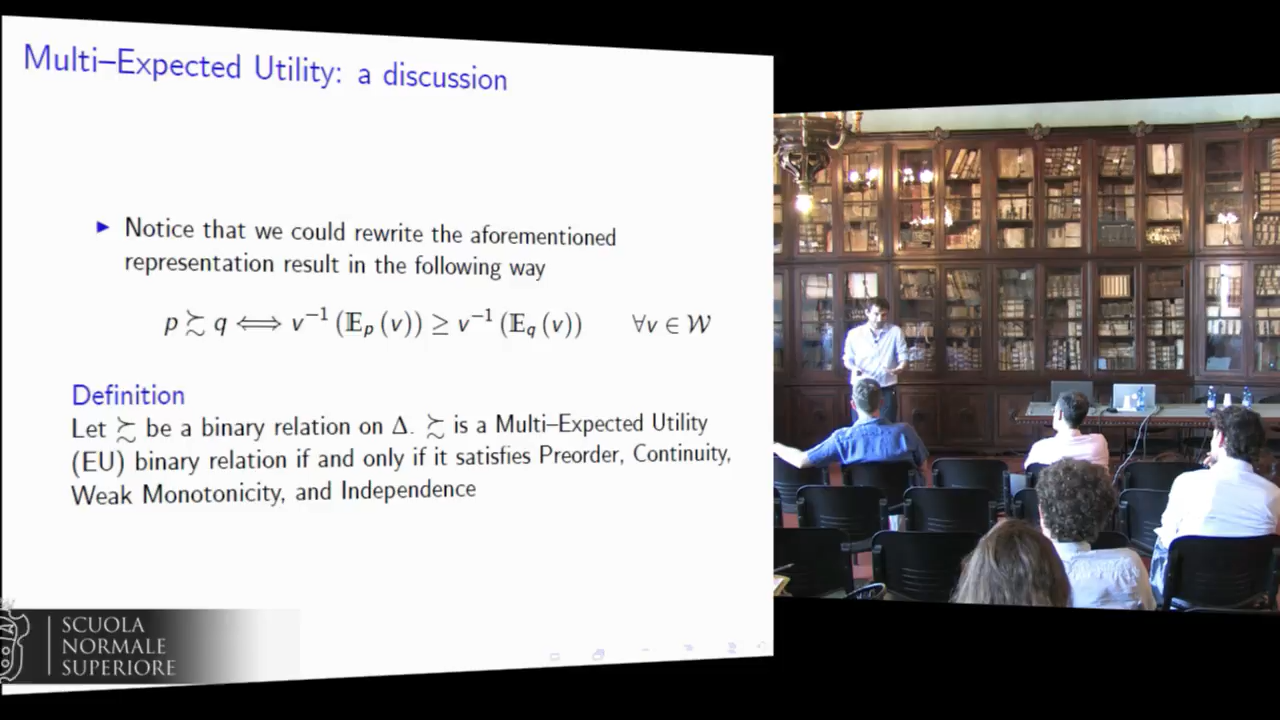 Multi–Expected Utility: a discussion
Notice that we could rewrite the aforementioned
representation result in the following way
p ≿ q ⟺ v⁻¹ (𝔼ₚ (v)) ≥ v⁻¹ (𝔼_q (v)) ∀v ∈ 𝒲
Definition
Let ≿ be a binary relation on Δ. ≿ is a Multi–Expected Utility
(EU) binary relation if and only if it satisfies Preorder, Continuity,
Weak Monotonicity, and Independence
SCUOLA
NORMALE
SUPERIORE